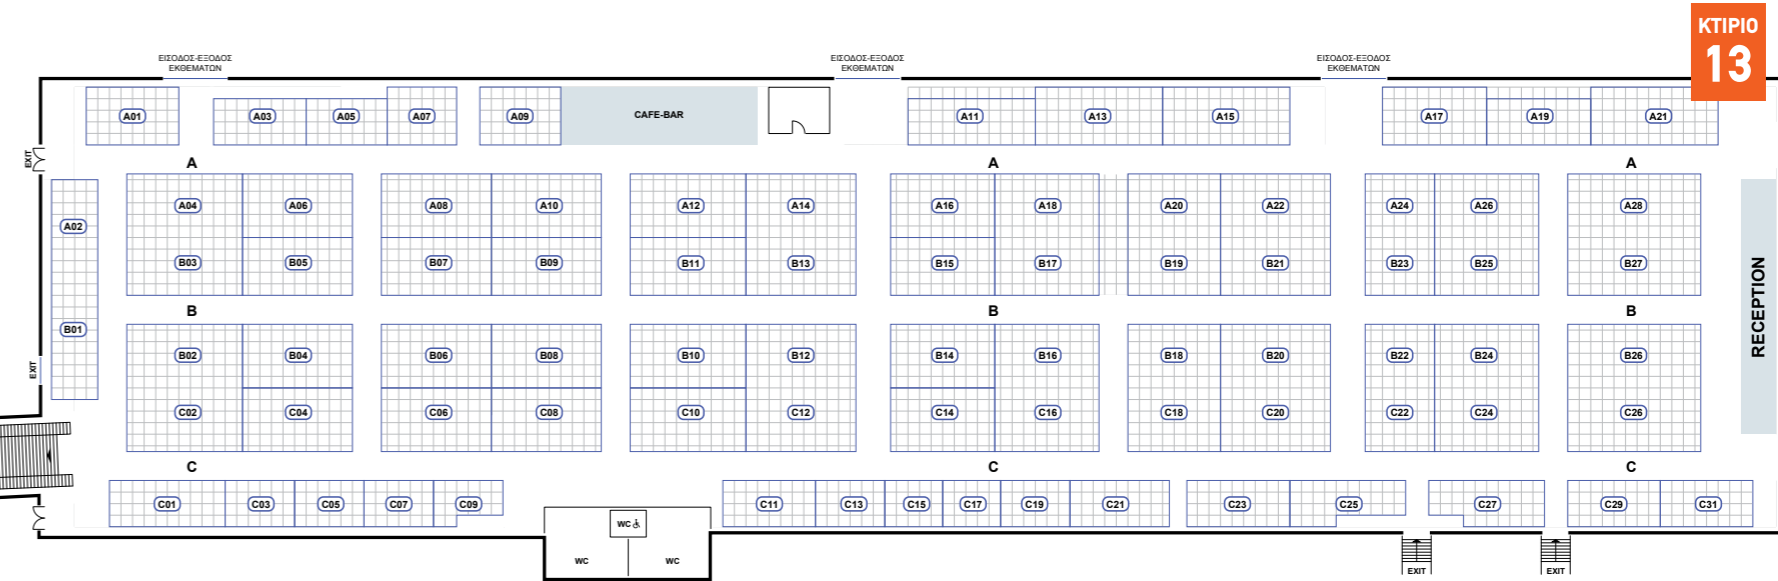 ΚΤΙΡΙΟ
13
ΕΙΣΟΔΟΣ-ΕΞΟΔΟΣ
ΕΚΘΕΜΑΤΩΝ
ΕΙΣΟΔΟΣ-ΕΞΟΔΟΣ
ΕΚΘΕΜΑΤΩΝ
ΕΙΣΟΔΟΣ-ΕΞΟΔΟΣ
ΕΚΘΕΜΑΤΩΝ
A01 A03 A05 A07 A09 CAFE-BAR A11 A13 A15 A17 A19 A21
EXIT
A A A
A02
A04 A06 A08 A10 A12 A14 A16 A18 A20 A22 A24 A26 A28
B03 B05 B07 B09 B11 B13 B15 B17 B19 B21 B23 B25 B27
RECEPTION
B B B
B01
B02 B04 B06 B08 B10 B12 B14 B16 B18 B20 B22 B24 B26
EXIT
C02 C04 C06 C08 C10 C12 C14 C16 C18 C20 C22 C24 C26
C C C
C01 C03 C05 C07 C09 C11 C13 C15 C17 C19 C21 C23 C25 C27 C29 C31
WC
WC WC
EXIT EXIT